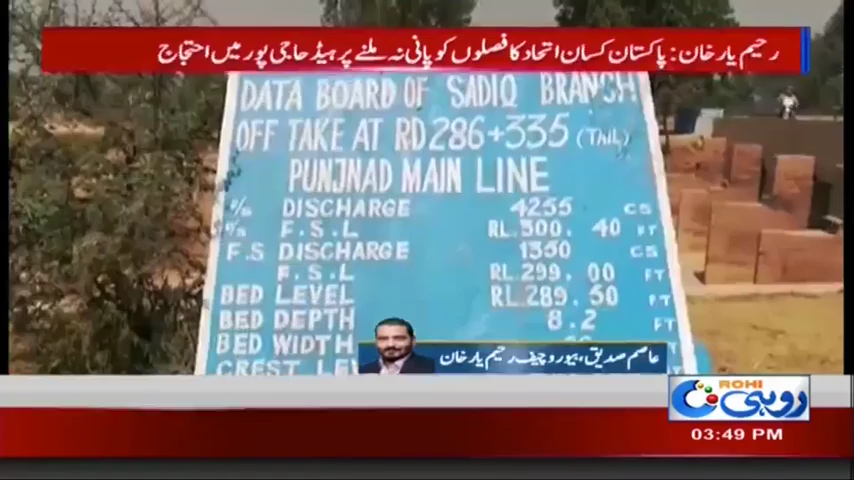 رحیم یار خان: پاکستان کسان اتحاد کا فصلوں کو پانی نہ ملنے پر ہیڈ حاجی پور میں احتجاج
DATA BOARD OF SADIQ BRANCH
OFF TAKE AT RD 286+335 (TAIL)
PUNJNAD MAIN LINE
DISCHARGE 4255 CS
F.S.L RL.300.40 FT
F.S DISCHARGE 1350 CS
F.S.L RL.299.00 FT
BED LEVEL RL.289.50 FT
BED DEPTH 8.2 FT
BED WIDTH FT
CREST
عاصم صدیق، بیورو چیف رحیم یار خان
ROHI
روہی
03:49 PM